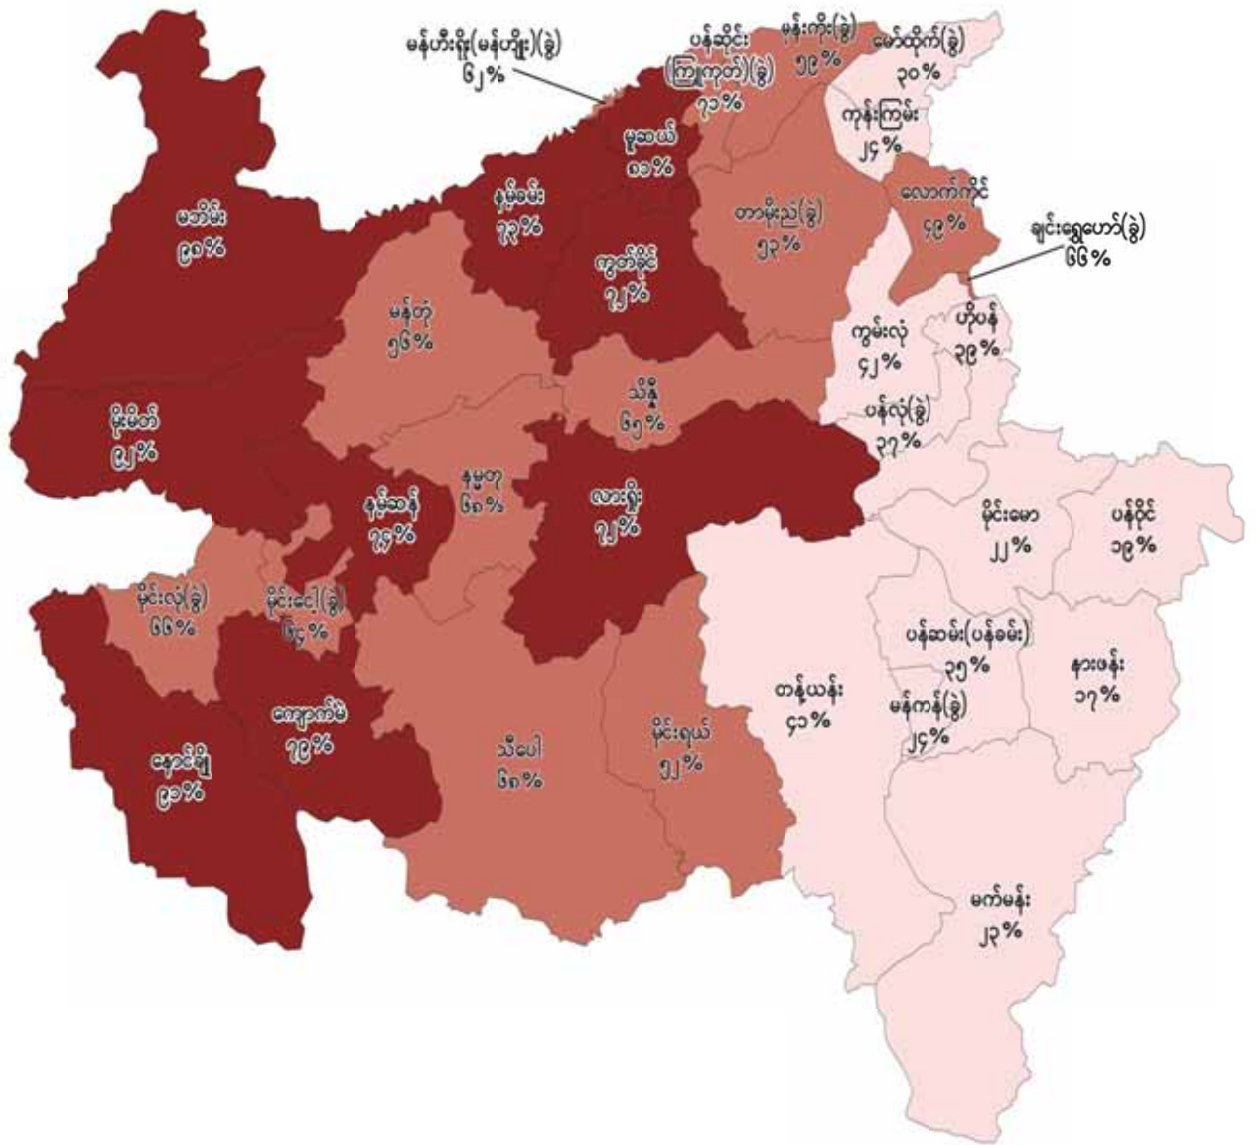 မန်ဟီးရိုး(မန်ဟျိုး)(ခွဲ)
၆၂%
ပန်ဆိုင်း
(ကြူကုတ်)(ခွဲ)
၇၁%
မုန်းကိုး(ခွဲ)
၅၉%
မော်ထိုက်(ခွဲ)
၃၀%
ကုန်းကြမ်း
၂၄%
မူဆယ်
၈၁%
လောက်ကိုင်
၄၉%
မဘိမ်း
၉၈%
နမ့်ခမ်း
၇၃%
တာမိုးညဲ(ခွဲ)
၅၃%
ချင်းရွှေဟော်(ခွဲ)
၆၆%
ကွတ်ခိုင်
၇၂%
မန်တုံ
၅၆%
ကွမ်းလုံ
၄၂%
ဟိုပန်
၃၉%
သိန္နီ
၆၅%
ပန်လုံ(ခွဲ)
၃၇%
မိုးမိတ်
၉၂%
နမ္မတူ
၆၈%
နမ့်ဆန်
၇၄%
လားရှိုး
၇၂%
မိုင်းမော
၂၂%
ပန်ဝိုင်
၁၉%
မိုင်းလုံ(ခွဲ)
၆၆%
မိုင်းငေါ့(ခွဲ)
၆၄%
ပန်ဆမ်း(ပန်ခမ်း)
၃၅%
နားဖန်း
၁၇%
တန့်ယန်း
၄၁%
မန်ကန်(ခွဲ)
၂၄%
ကျောက်မဲ
၇၉%
သီပေါ
၆၈%
မိုင်းရယ်
၅၂%
နောင်ချို
၉၁%
မက်မန်း
၂၃%